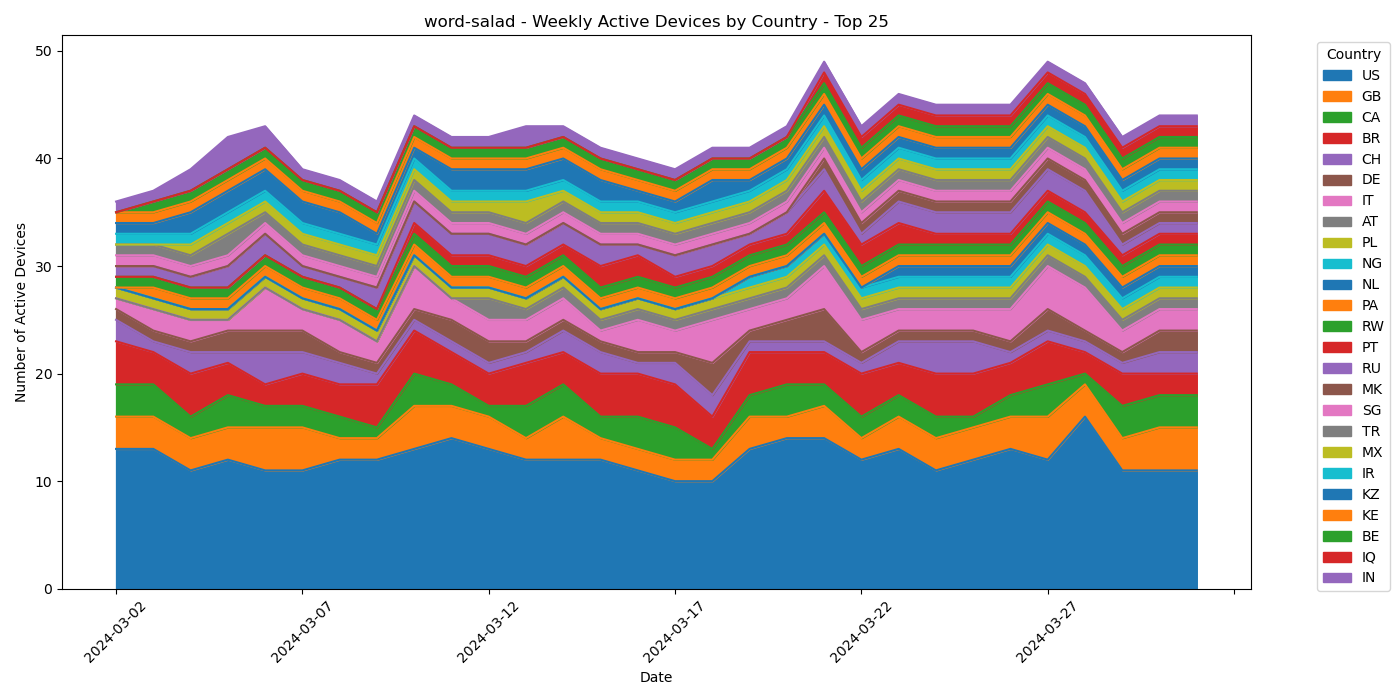 word-salad - Weekly Active Devices by Country - Top 25
Number of Active Devices
50
40
30
20
10
0
2024-03-02
2024-03-07
2024-03-12
2024-03-17
2024-03-22
2024-03-27
Date
Country
US
GB
CA
BR
CH
DE
IT
AT
PL
NG
NL
PA
RW
PT
RU
MK
SG
TR
MX
IR
KZ
KE
BE
IQ
IN